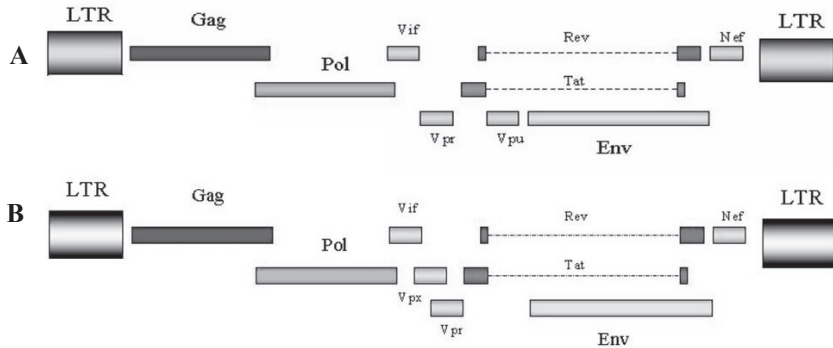 LTR
Gag
Vif
Rev
Nef
LTR
A
Pol
Tat
Vpr
Vpu
Env
LTR
Gag
Vif
Rev
Nef
LTR
B
Pol
Tat
Vpx
Vpr
Env